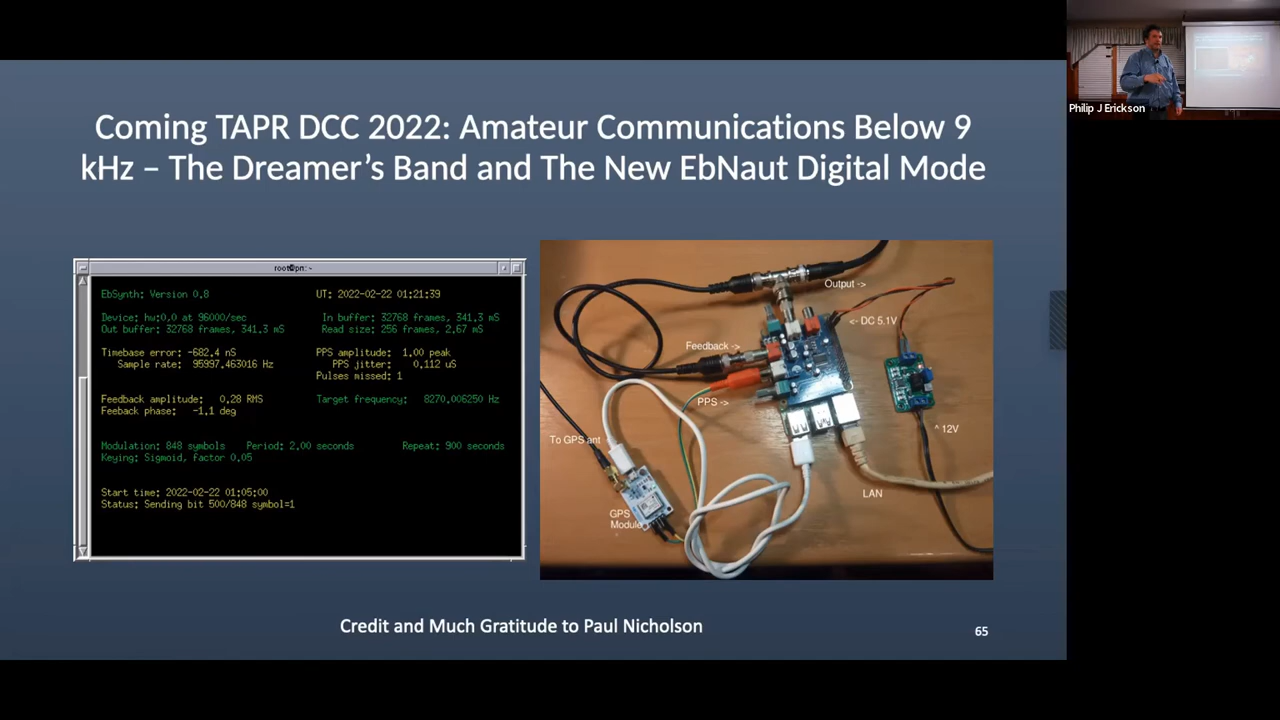 Philip J Erickson
Coming TAPR DCC 2022: Amateur Communications Below 9
kHz – The Dreamer's Band and The New EbNaut Digital Mode
root@pn: ~
EbSynth: Version 0.8 UT: 2022-02-22 01:21:39
Device: hw:0,0 at 96000/sec In buffer: 32768 frames, 341.3 mS
Out buffer: 32768 frames, 341.3 mS Read size: 256 frames, 2.67 mS
Timebase error: -682.4 nS PPS amplitude: 1.00 peak
Sample rate: 95997.463016 Hz PPS jitter: 0.112 uS
Pulses missed: 1
Feedback amplitude: 0.28 RMS Target frequency: 8270.006250 Hz
Feeback phase: -1.1 deg
Modulation: 848 symbols Period: 2.00 seconds Repeat: 900 seconds
Keying: Sigmoid, factor 0.05
Start time: 2022-02-22 01:05:00
Status: Sending bit 500/848 symbol=1
Output ->
<- DC 5.1V
Feedback ->
PPS ->
^ 12V
To GPS ant
LAN
GPS
Module
Credit and Much Gratitude to Paul Nicholson
65